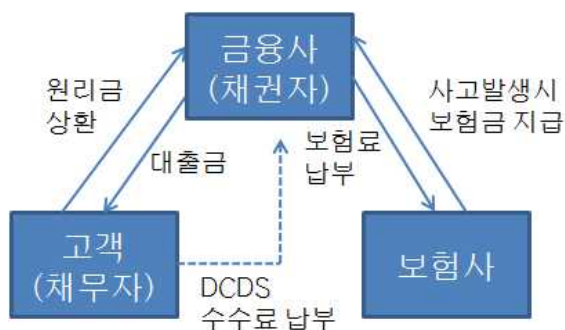 금융사
(채권자)
원리금
상환
대출금
보험료
납부
사고발생시
보험금 지급
고객
(채무자)
보험사
DCDS
수수료 납부